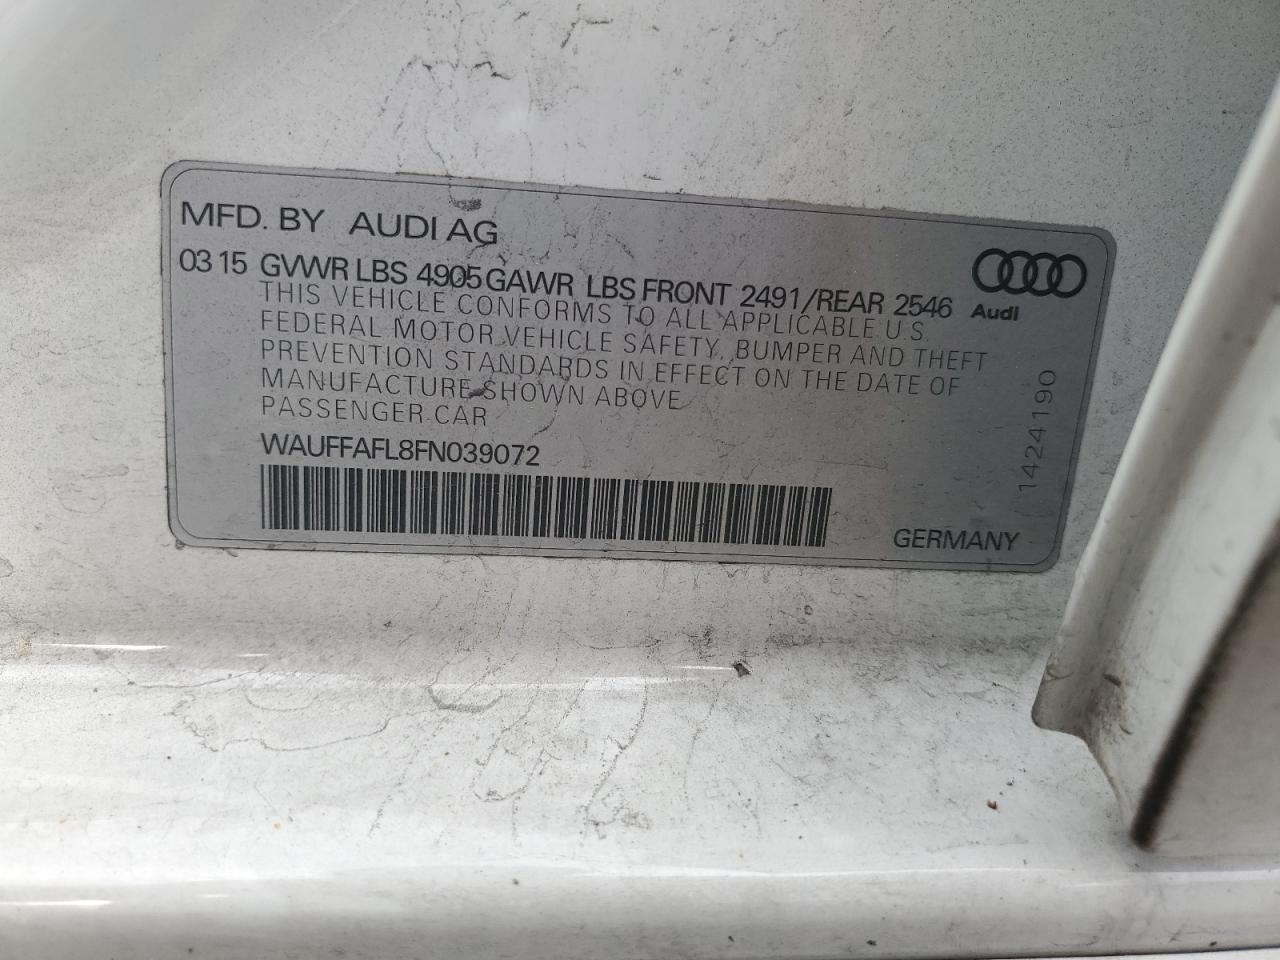 MFD. BY AUDI AG
03 15 GVWR LBS 4905 GAWR LBS FRONT 2491/REAR 2546
Audi
THIS VEHICLE CONFORMS TO ALL APPLICABLE U.S.
FEDERAL MOTOR VEHICLE SAFETY, BUMPER AND THEFT
PREVENTION STANDARDS IN EFFECT ON THE DATE OF
MANUFACTURE SHOWN ABOVE
PASSENGER CAR
WAUFFAFL8FN039072
GERMANY
1424190